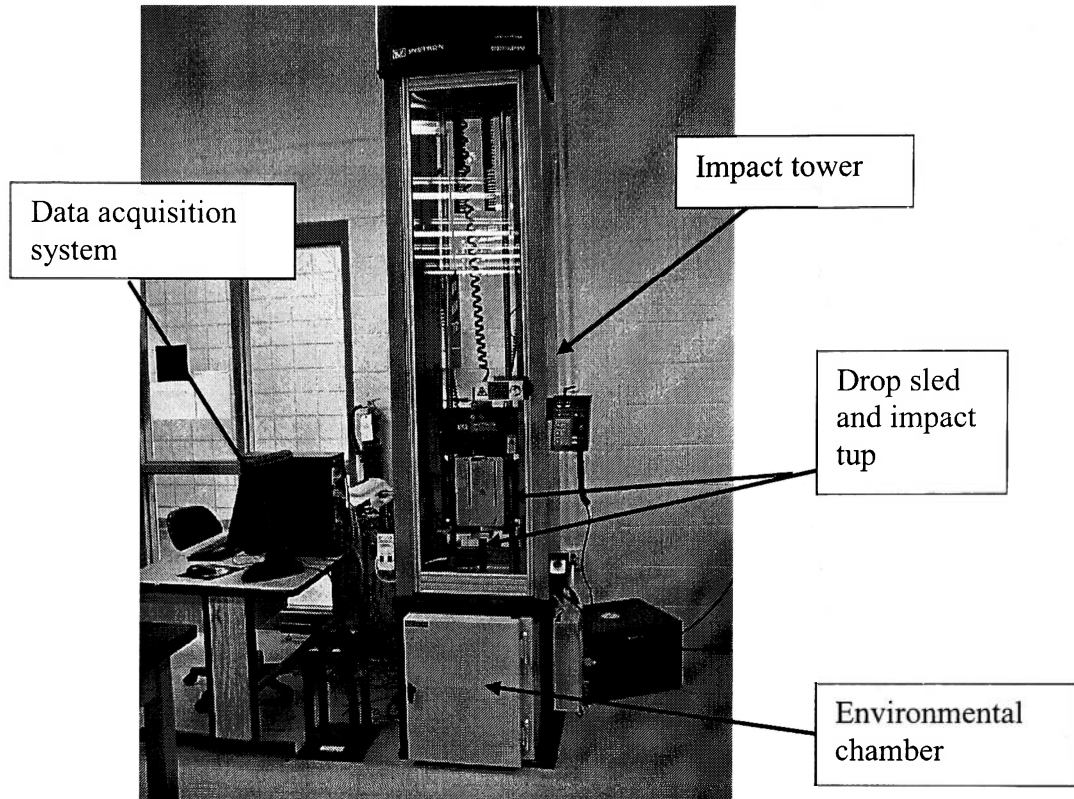 INSTRON
Impact tower
Data acquisition
system
Drop sled
and impact
tup
Environmental
chamber